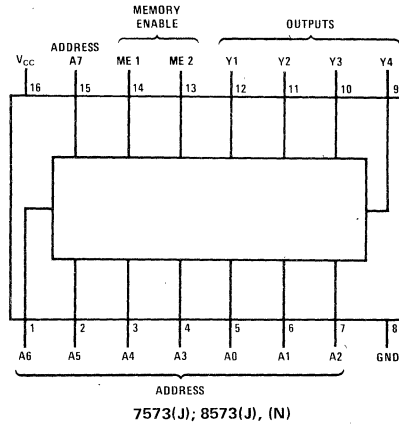 MEMORY
ENABLE
OUTPUTS
ADDRESS
VCC A7 ME 1 ME 2 Y1 Y2 Y3 Y4
16 15 14 13 12 11 10 9
1 2 3 4 5 6 7 8
A6 A5 A4 A3 A0 A1 A2 GND
ADDRESS
7573(J); 8573(J), (N)